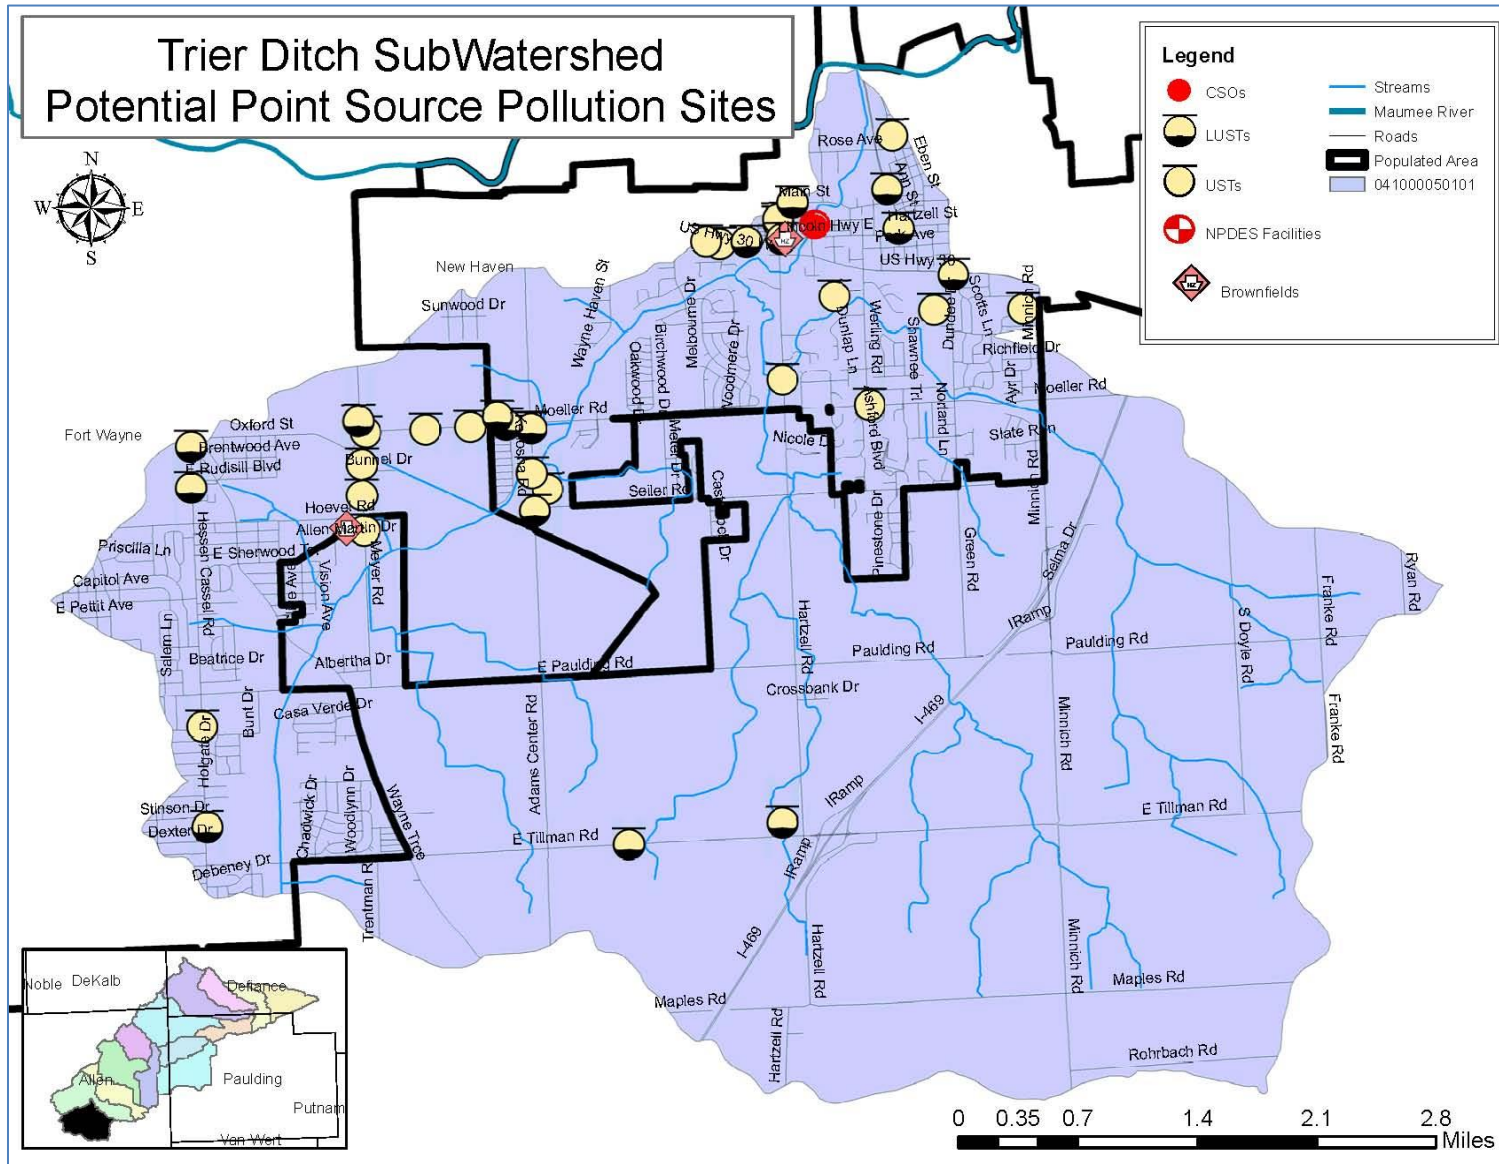 Trier Ditch SubWatershed
Potential Point Source Pollution Sites
Legend
CSOs
LUSTs
USTs
NPDES Facilities
HZ
Brownfields
Streams
Maumee River
Roads
Populated Area
041000050101
N
W E
S
Rose Ave
Eben St
Ann St
Main St
Hartzell St
Lincoln Hwy E
Park Ave
US Hwy 30
HZ
US Hwy 30
New Haven
Sunwood Dr
Wayne Haven St
Melbourne Dr
Birchwood Dr
Woodmere Dr
Dunlap Ln
Werling Rd
Shawnee Trl
Scotts Ln
Minnich Rd
Richfield Dr
Ayr Dr
Moeller Rd
Moeller Rd
Norland Ln
State Run
Ashford Blvd
Nicole Dr
Fort Wayne
Oxford St
Brentwood Ave
E Rudisill Blvd
Bunnel Dr
Meyer Rd
Seiler Rd
Hoevel Rd
Allen Martin Dr
Priscilla Ln
E Sherwood Ter
Hessen Cassel Rd
Vision Ave
Capitol Ave
E Pettit Ave
Salem Ln
Beatrice Dr
Albertha Dr
E Paulding Rd
Hartzell Rd
Paulding Rd
Paulding Rd
Crossbank Dr
Green Rd
Minnich Rd
Selma Dr
IRamp
Ryan Rd
Franke Rd
S Doyle Rd
Franke Rd
Casa Verde Dr
Bunt Dr
Holgate Dr
Adams Center Rd
I-469
Minnich Rd
IRamp
E Tillman Rd
Stinson Dr
Dexter Dr
Chadwick Dr
Woodlynn Dr
Wayne Trce
E Tillman Rd
IRamp
Debeney Dr
Trentman R
I-469
Hartzell Rd
Minnich Rd
Maples Rd
Maples Rd
Hartzell Rd
Rohrbach Rd
Noble
DeKalb
Defiance
Allen
Paulding
Putnam
Van Wert
0 0.35 0.7 1.4 2.1 2.8
Miles